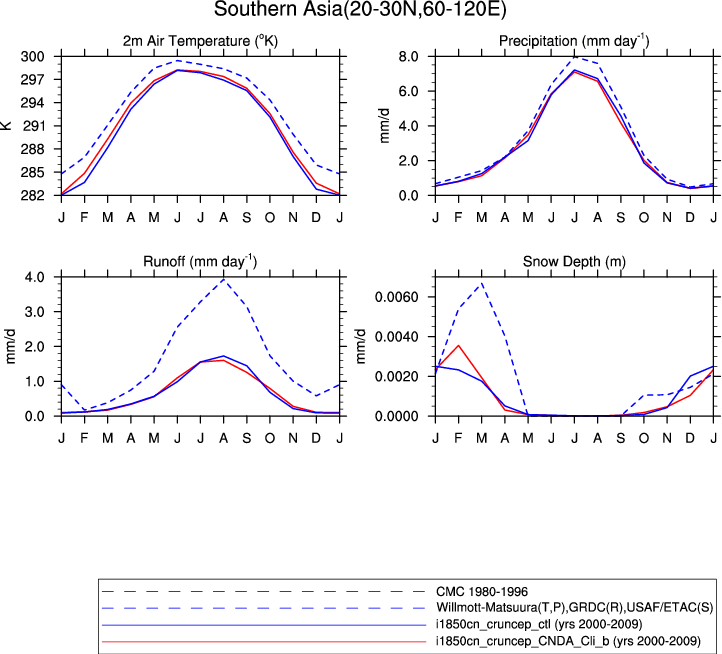 Southern Asia(20-30N,60-120E)
2m Air Temperature (°K)
300
297
294
291
288
285
282
K
J F M A M J J A S O N D J
Precipitation (mm day⁻¹)
8.0
6.0
4.0
2.0
0.0
mm/d
J F M A M J J A S O N D J
Runoff (mm day⁻¹)
4.0
3.0
2.0
1.0
0.0
mm/d
J F M A M J J A S O N D J
Snow Depth (m)
0.0060
0.0040
0.0020
0.0000
mm/d
J F M A M J J A S O N D J
CMC 1980-1996
Willmott-Matsuura(T,P),GRDC(R),USAF/ETAC(S)
i1850cn_cruncep_ctl (yrs 2000-2009)
i1850cn_cruncep_CNDA_Cli_b (yrs 2000-2009)